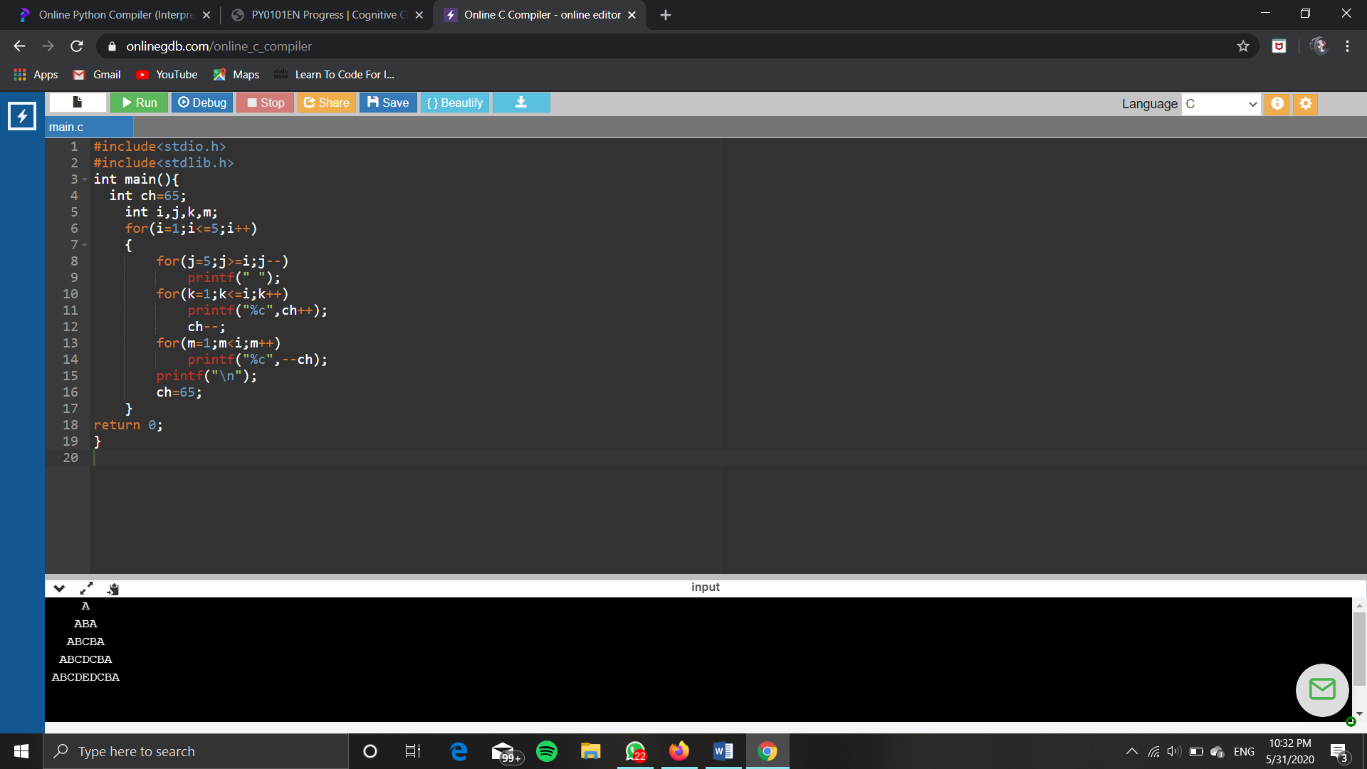 Online Python Compiler (Interpre
PY0101EN Progress | Cognitive C
Online C Compiler - online editor
onlinegdb.com/online_c_compiler
Apps Gmail YouTube Maps Learn To Code For I...
Run Debug Stop Share Save { } Beautify
Language C
main.c
1 #include<stdio.h>
2 #include<stdlib.h>
3 int main(){
4 int ch=65;
5 int i,j,k,m;
6 for(i=1;i<=5;i++)
7 {
8 for(j=5;j>=i;j--)
9 printf(" ");
10 for(k=1;k<=i;k++)
11 printf("%c",ch++);
12 ch--;
13 for(m=1;m<i;m++)
14 printf("%c",--ch);
15 printf("\n");
16 ch=65;
17 }
18 return 0;
19 }
20
input
A
ABA
ABCBA
ABCDCBA
ABCDEDCBA
Type here to search
99+
22
ENG
10:32 PM
5/31/2020
3